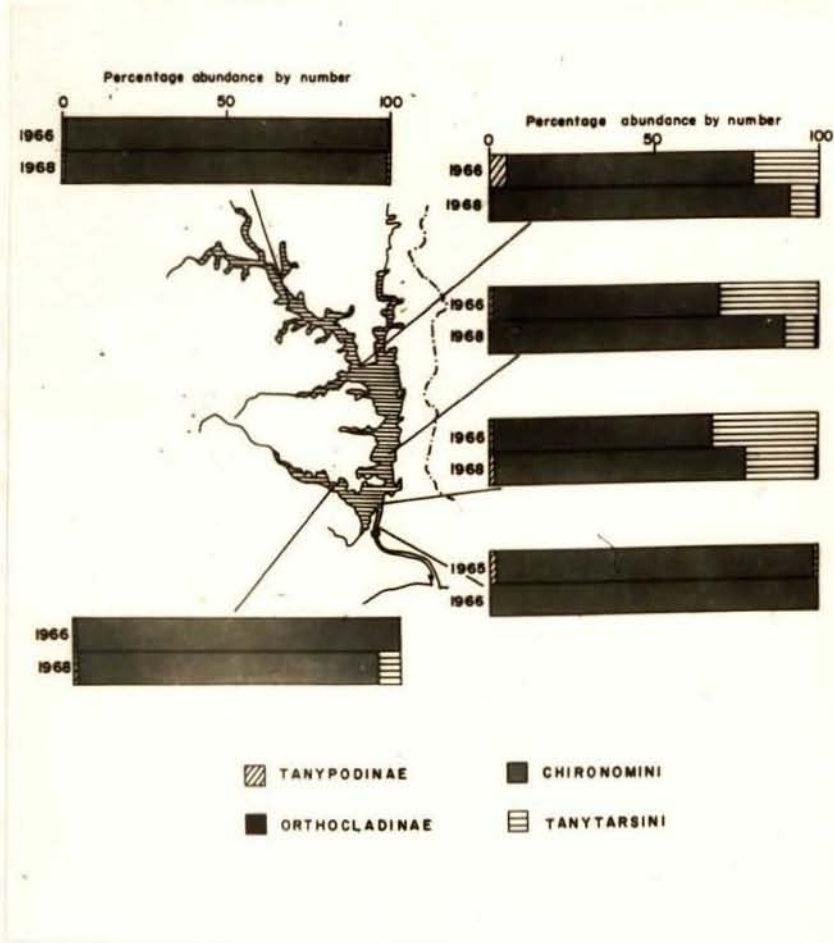 Percentage abundance by number
0 50 100
1966
1968
Percentage abundance by number
0 50 100
1966
1968
1966
1968
1966
1968
1965
1966
1966
1968
TANYPODINAE CHIRONOMINI
ORTHOCLADINAE TANYTARSINI